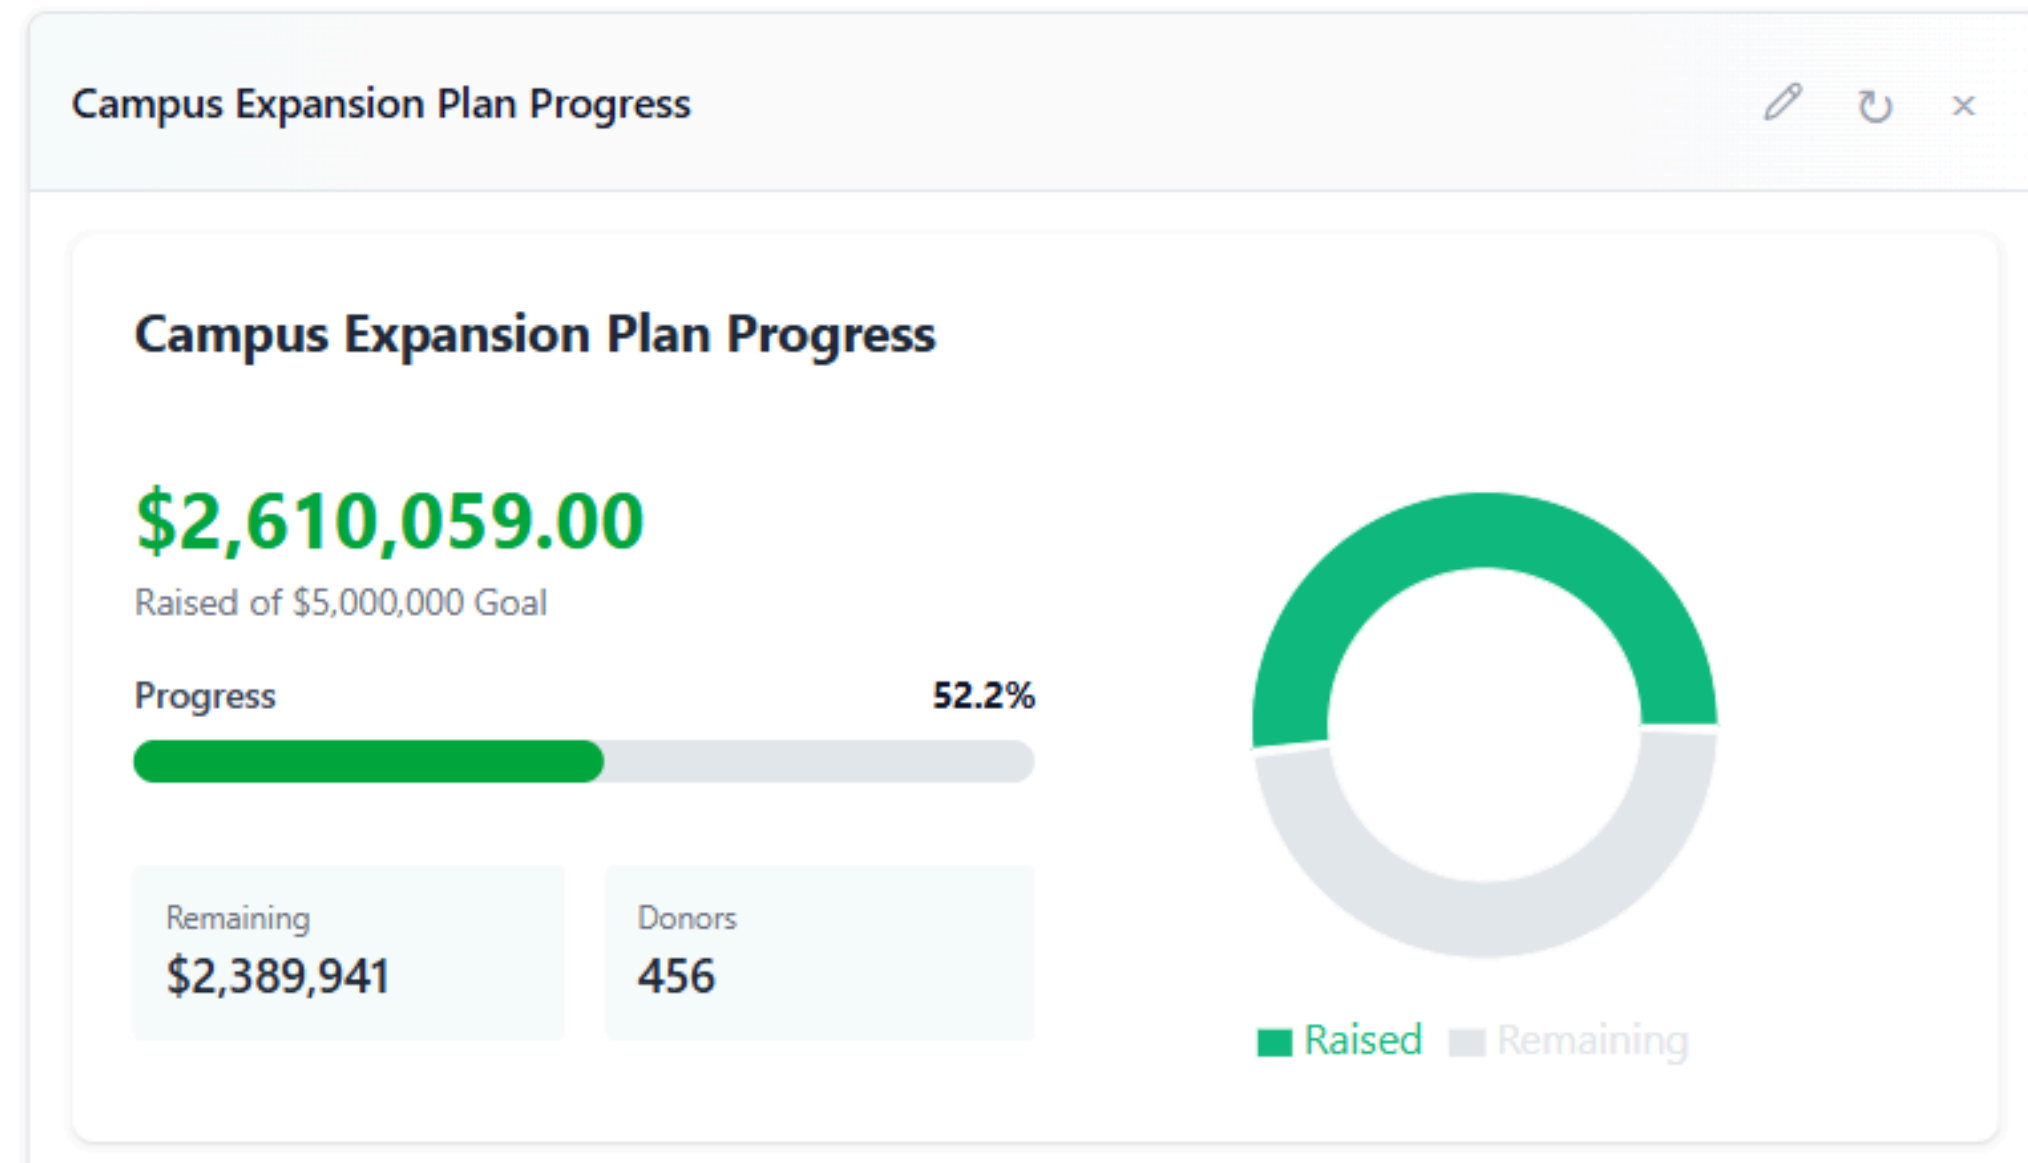 Campus Expansion Plan Progress
Campus Expansion Plan Progress
$2,610,059.00
Raised of $5,000,000 Goal
Progress 52.2%
Remaining
$2,389,941
Donors
456
Raised Remaining